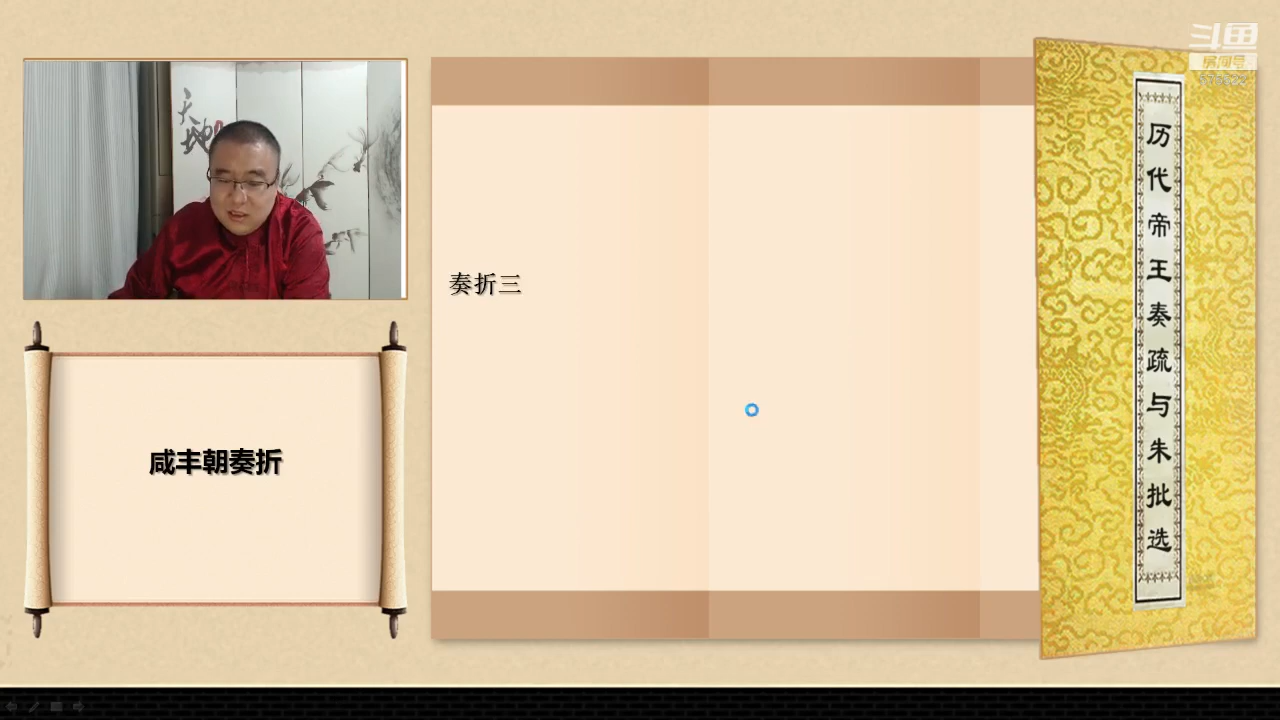 斗鱼
房间号
天地
奏折三
咸丰朝奏折
历代帝王奏疏与朱批选